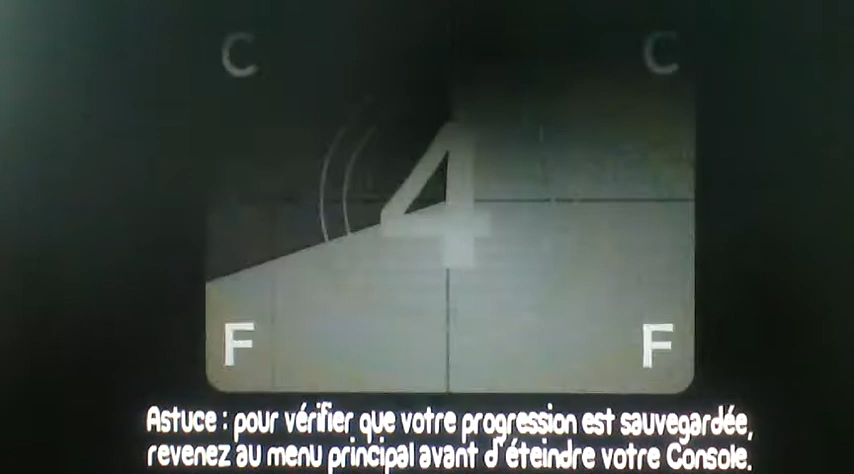 C C
4
F F
Astuce : pour vérifier que votre progression est sauvegardée,
revenez au menu principal avant d'éteindre votre Console.